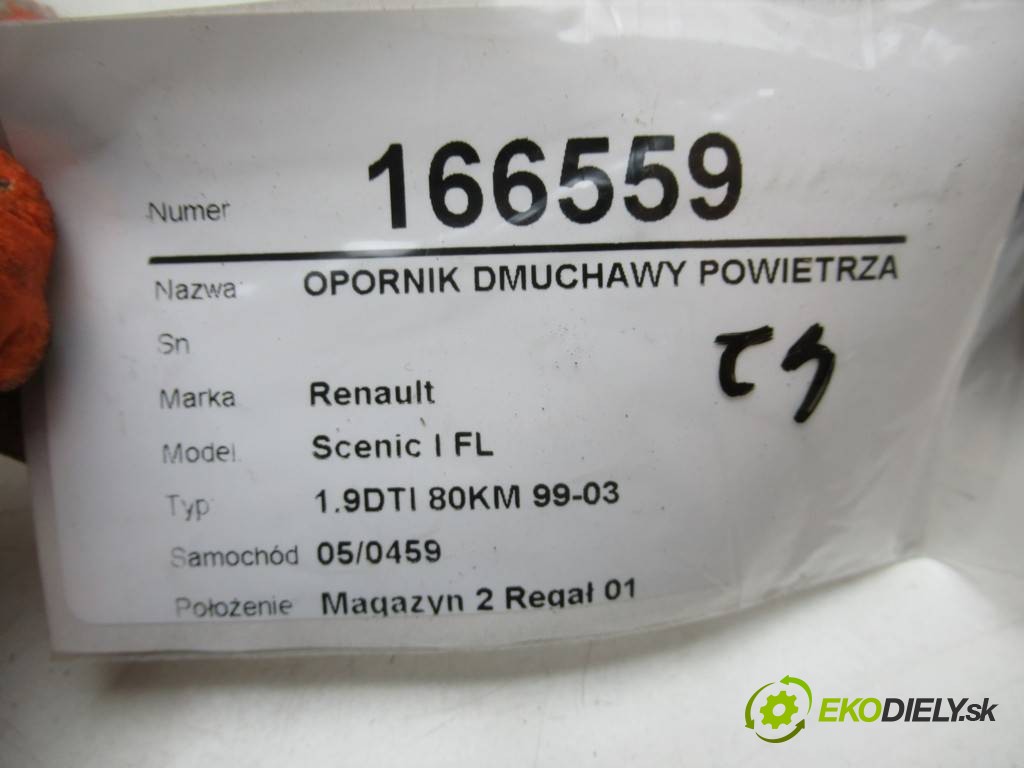 Numer 166559
Nazwa OPORNIK DMUCHAWY POWIETRZA
Sn
Marka Renault
Model Scenic I FL
Typ 1.9DTI 80KM 99-03
Samochód 05/0459
Położenie Magazyn 2 Regał 01
EKODIELY.sk